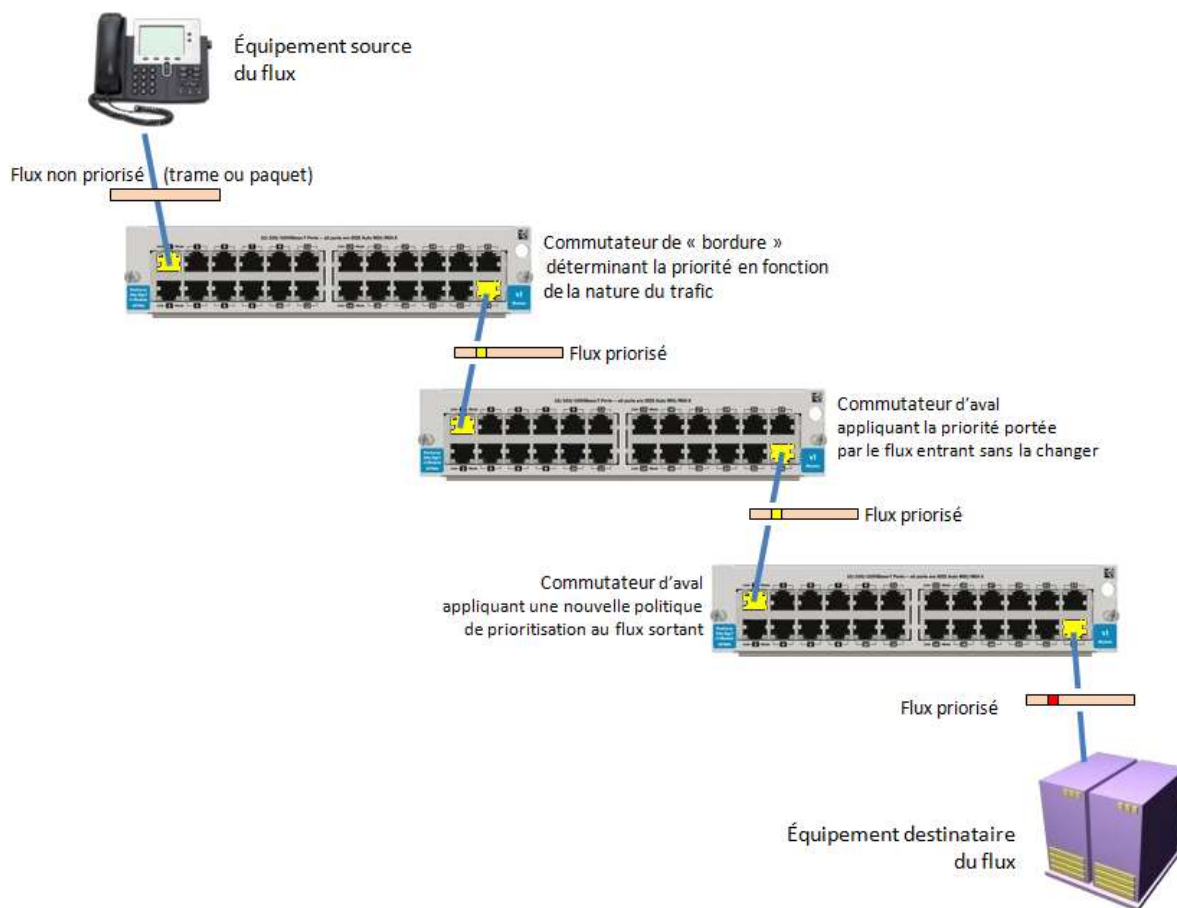 Équipement source
du flux
Flux non priorisé (trame ou paquet)
Commutateur de « bordure »
déterminant la priorité en fonction
de la nature du trafic
Flux priorisé
Commutateur d'aval
appliquant la priorité portée
par le flux entrant sans la changer
Flux priorisé
Commutateur d'aval
appliquant une nouvelle politique
de prioritisation au flux sortant
Flux priorisé
Équipement destinataire
du flux